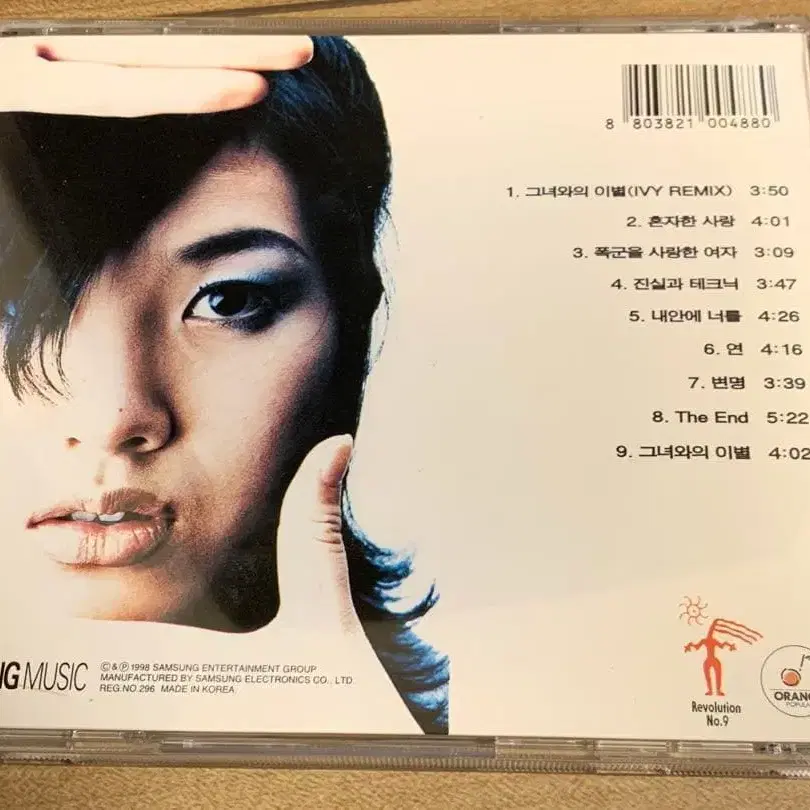 8 803821 004880
1. 그녀와의 이별(IVY REMIX) 3:50
2. 혼자한 사랑 4:01
3. 폭군을 사랑한 여자 3:09
4. 진실과 테크닉 3:47
5. 내안에 너를 4:26
6. 연 4:16
7. 변명 3:39
8. The End 5:22
9. 그녀와의 이별 4:02
MUSIC
©&℗1998 SAMSUNG ENTERTAINMENT GROUP
MANUFACTURED BY SAMSUNG ELECTRONICS CO., LTD
REG.NO.296 MADE IN KOREA
Revolution
No.9